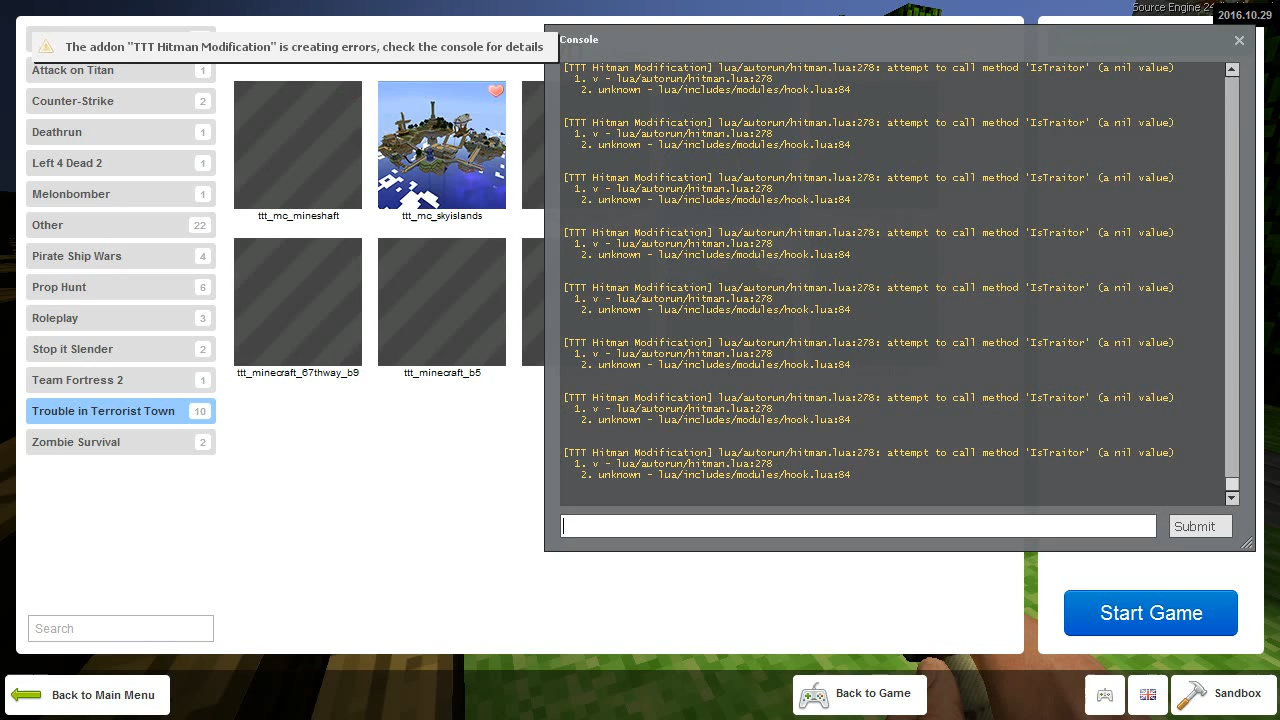 Source Engine 24
2016.10.29
The addon "TTT Hitman Modification" is creating errors, check the console for details
Attack on Titan 1
Counter-Strike 2
Deathrun 1
Left 4 Dead 2 1
Melonbomber 1
Other 22
Pirate Ship Wars 4
Prop Hunt 6
Roleplay 3
Stop it Slender 2
Team Fortress 2 1
Trouble in Terrorist Town 10
Zombie Survival 2
Search
ttt_mc_mineshaft
ttt_mc_skyislands
ttt_minecraft_67thway_b9
ttt_minecraft_b5
Console
[TTT Hitman Modification] lua/autorun/hitman.lua:278: attempt to call method 'IsTraitor' (a nil value)
1. v - lua/autorun/hitman.lua:278
2. unknown - lua/includes/modules/hook.lua:84
[TTT Hitman Modification] lua/autorun/hitman.lua:278: attempt to call method 'IsTraitor' (a nil value)
1. v - lua/autorun/hitman.lua:278
2. unknown - lua/includes/modules/hook.lua:84
[TTT Hitman Modification] lua/autorun/hitman.lua:278: attempt to call method 'IsTraitor' (a nil value)
1. v - lua/autorun/hitman.lua:278
2. unknown - lua/includes/modules/hook.lua:84
[TTT Hitman Modification] lua/autorun/hitman.lua:278: attempt to call method 'IsTraitor' (a nil value)
1. v - lua/autorun/hitman.lua:278
2. unknown - lua/includes/modules/hook.lua:84
[TTT Hitman Modification] lua/autorun/hitman.lua:278: attempt to call method 'IsTraitor' (a nil value)
1. v - lua/autorun/hitman.lua:278
2. unknown - lua/includes/modules/hook.lua:84
[TTT Hitman Modification] lua/autorun/hitman.lua:278: attempt to call method 'IsTraitor' (a nil value)
1. v - lua/autorun/hitman.lua:278
2. unknown - lua/includes/modules/hook.lua:84
[TTT Hitman Modification] lua/autorun/hitman.lua:278: attempt to call method 'IsTraitor' (a nil value)
1. v - lua/autorun/hitman.lua:278
2. unknown - lua/includes/modules/hook.lua:84
[TTT Hitman Modification] lua/autorun/hitman.lua:278: attempt to call method 'IsTraitor' (a nil value)
1. v - lua/autorun/hitman.lua:278
2. unknown - lua/includes/modules/hook.lua:84
Submit
Start Game
Back to Main Menu
Back to Game
Sandbox